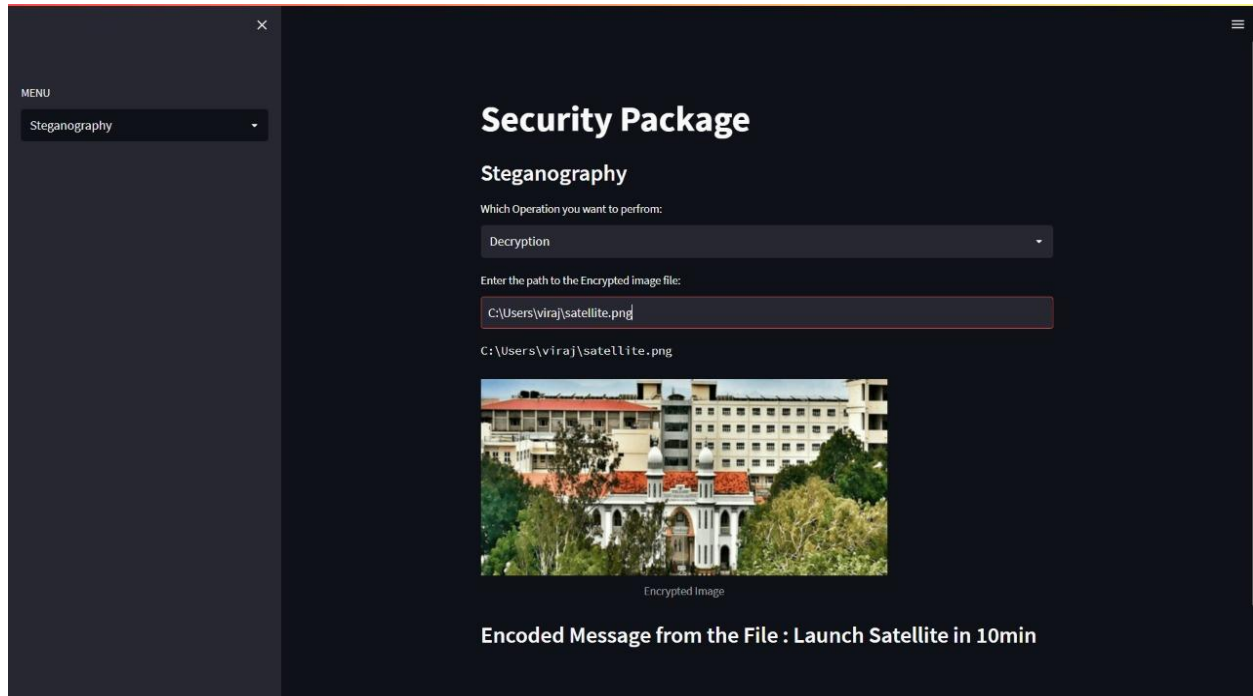 MENU
Steganography
Security Package
Steganography
Which Operation you want to perfrom:
Decryption
Enter the path to the Encrypted image file:
C:\Users\viraj\satellite.png
C:\Users\viraj\satellite.png
Encrypted Image
Encoded Message from the File : Launch Satellite in 10min